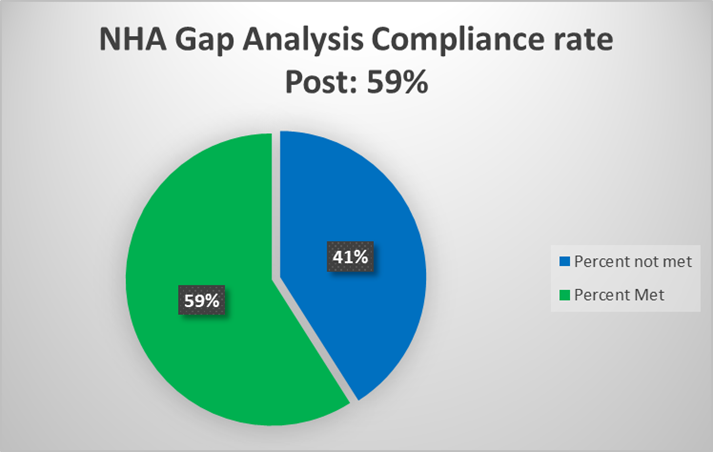 NHA Gap Analysis Compliance rate
Post: 59%
41%
59%
Percent not met
Percent Met